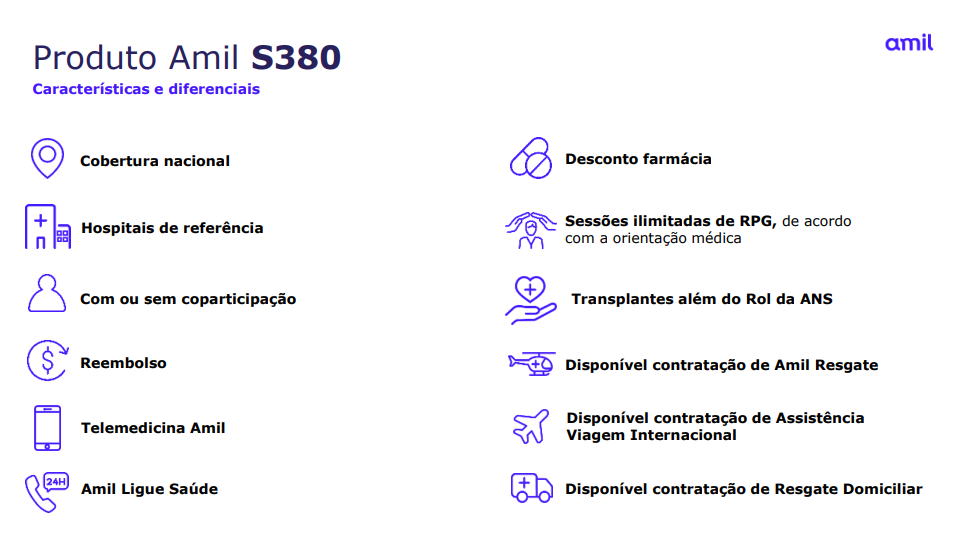 Produto Amil S380
amil
Características e diferenciais
Cobertura nacional
Hospitais de referência
Com ou sem coparticipação
Reembolso
Telemedicina Amil
24H
Amil Ligue Saúde
Desconto farmácia
Sessões ilimitadas de RPG, de acordo
com a orientação médica
Transplantes além do Rol da ANS
Disponível contratação de Amil Resgate
Disponível contratação de Assistência
Viagem Internacional
Disponível contratação de Resgate Domiciliar